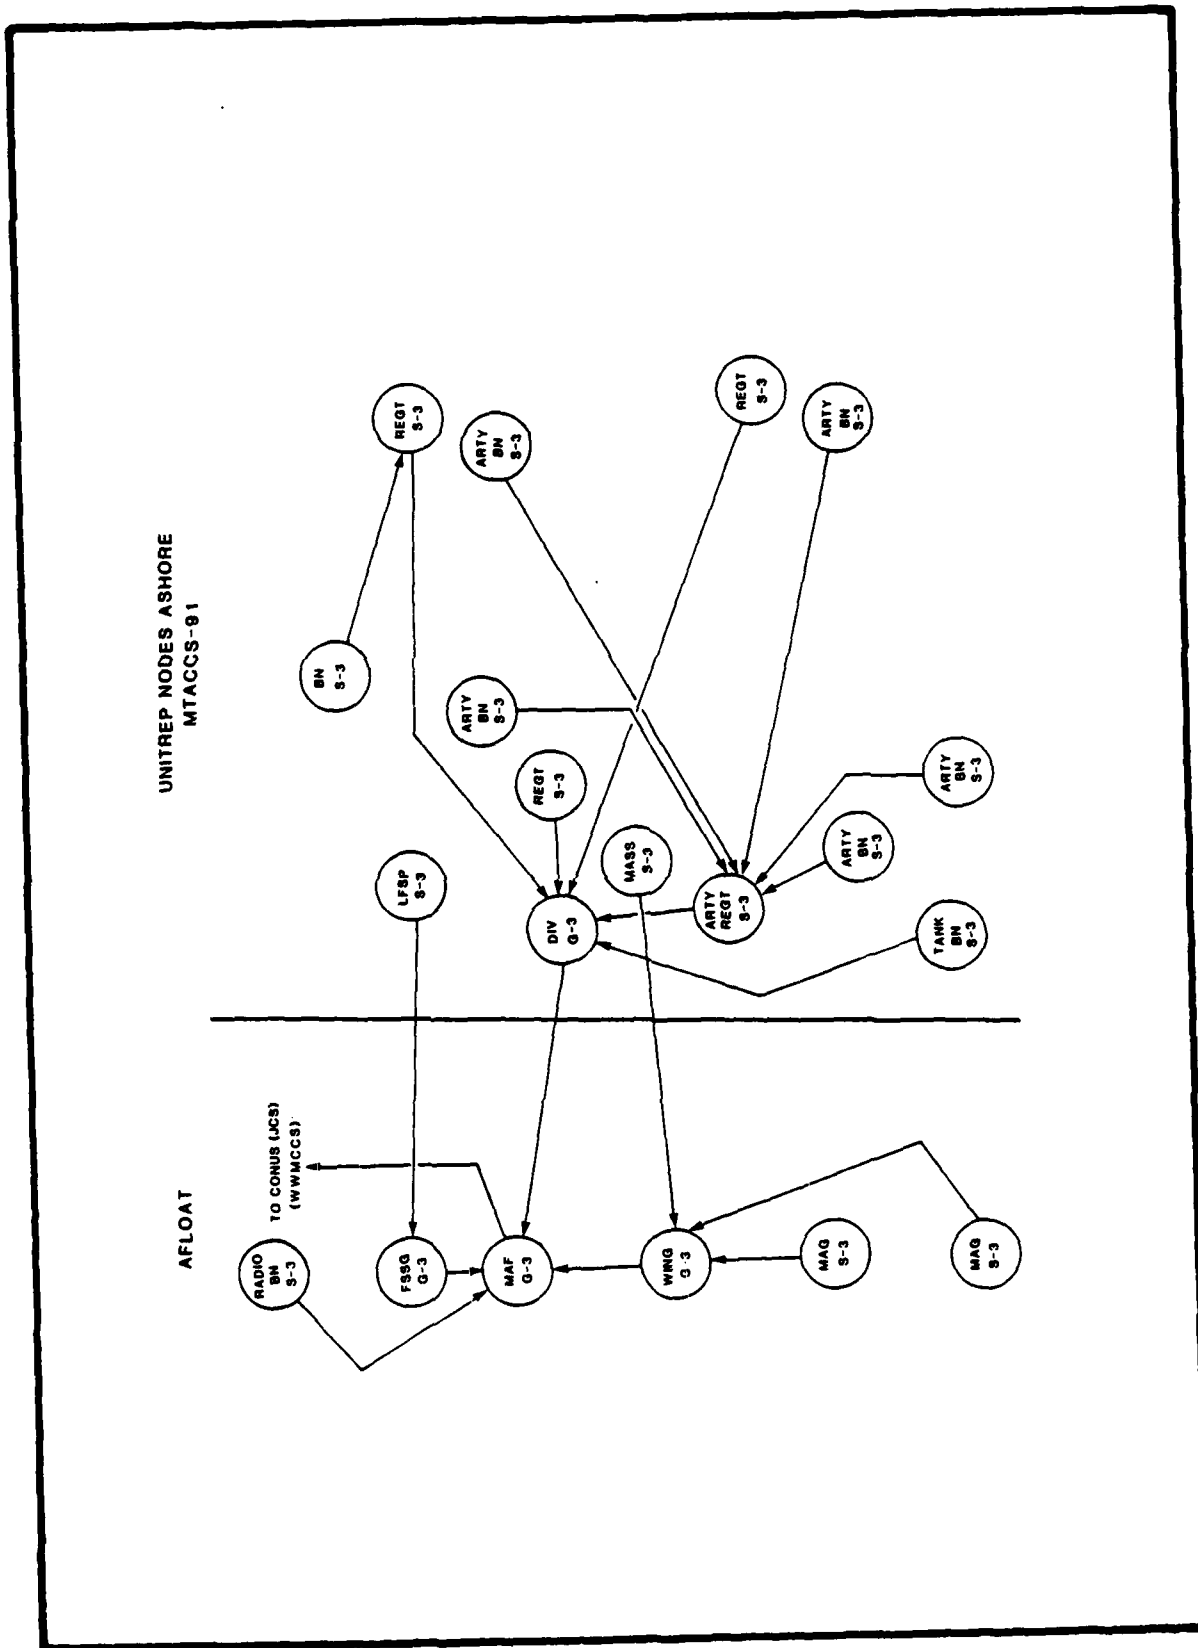 UNITREP NODES ASHORE
MTACCS-91
AFLOAT
TO CONUS (JCS)
(WWMCCS)
RADIO
BN
S-3
FSSG
G-3
MAF
G-3
WING
G-3
MAG
S-3
MAG
S-3
LFSP
S-3
DIV
G-3
MASS
S-3
ARTY
REGT
S-3
TANK
BN
S-3
REGT
S-3
ARTY
BN
S-3
ARTY
BN
S-3
ARTY
BN
S-3
BN
S-3
REGT
S-3
ARTY
BN
S-3
REGT
S-3
ARTY
BN
S-3